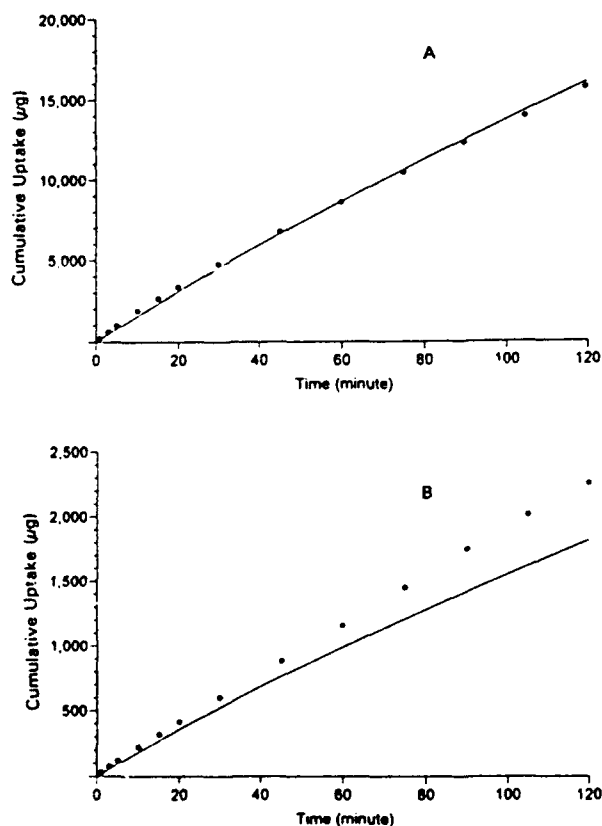 A
Cumulative Uptake (µg)
20,000
15,000
10,000
5,000
0 20 40 60 80 100 120
Time (minute)
B
Cumulative Uptake (µg)
2,500
2,000
1,500
1,000
500
0 20 40 60 80 100 120
Time (minute)